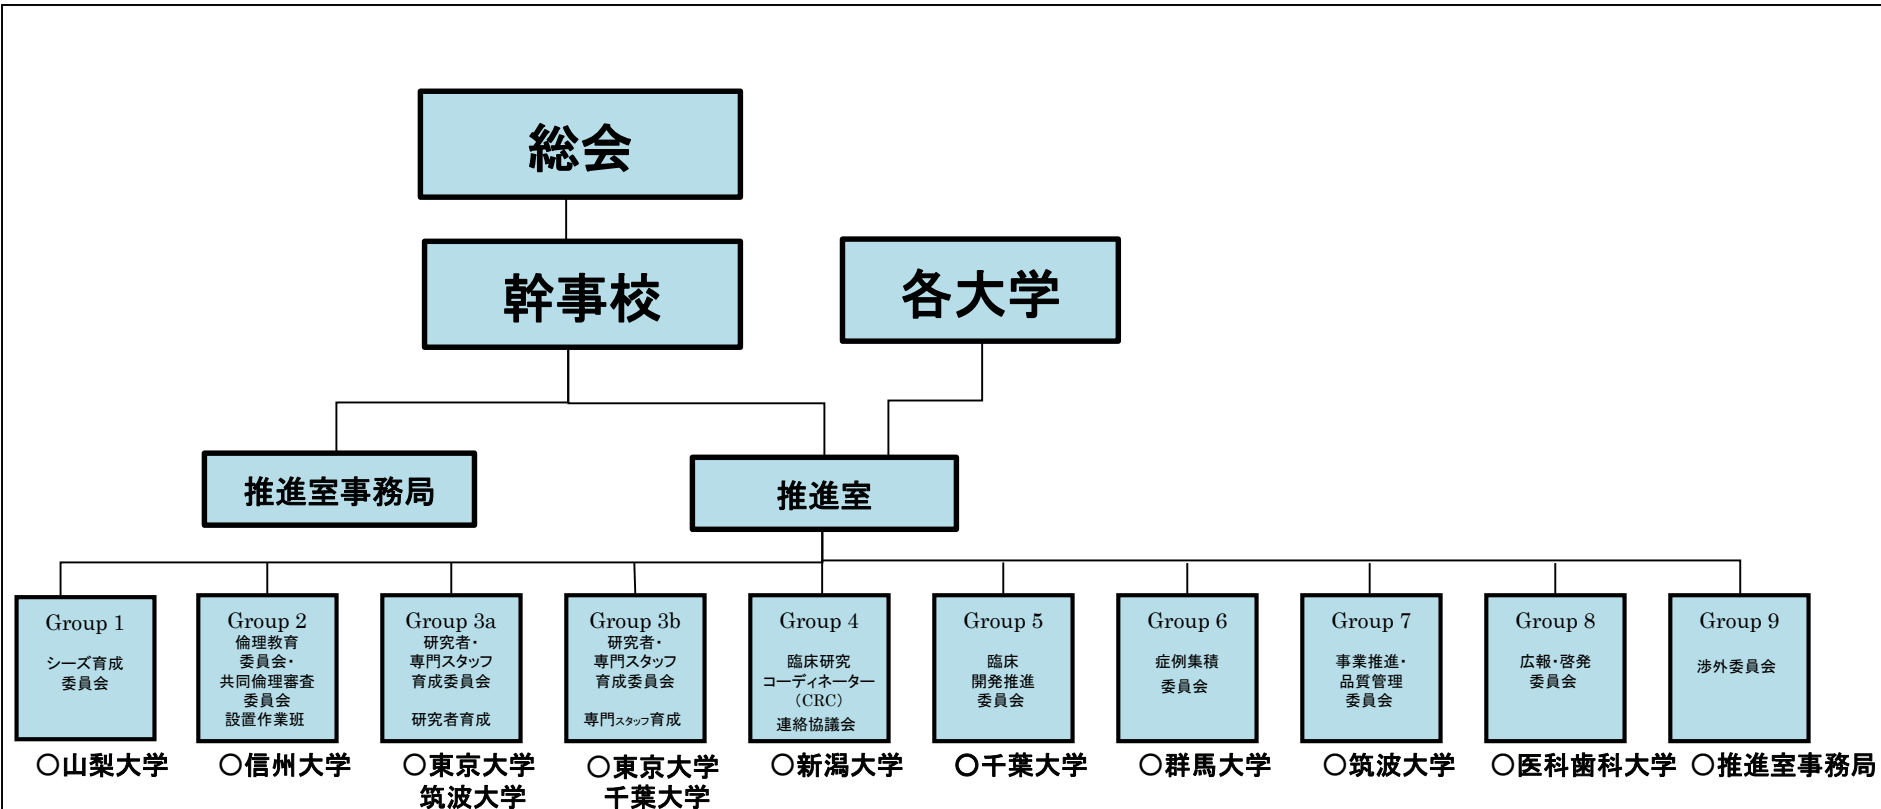 総会
幹事校
各大学
推進室事務局
推進室
Group 1
シーズ育成
委員会
○山梨大学
Group 2
倫理教育
委員会・
共同倫理審査
委員会
設置作業班
○信州大学
Group 3a
研究者・
専門スタッフ
育成委員会
研究者育成
○東京大学
筑波大学
Group 3b
研究者・
専門スタッフ
育成委員会
専門スタッフ育成
○東京大学
千葉大学
Group 4
臨床研究
コーディネーター
(CRC)
連絡協議会
○新潟大学
Group 5
臨床
開発推進
委員会
○千葉大学
Group 6
症例集積
委員会
○群馬大学
Group 7
事業推進・
品質管理
委員会
○筑波大学
Group 8
広報・啓発
委員会
○医科歯科大学
Group 9
渉外委員会
○推進室事務局